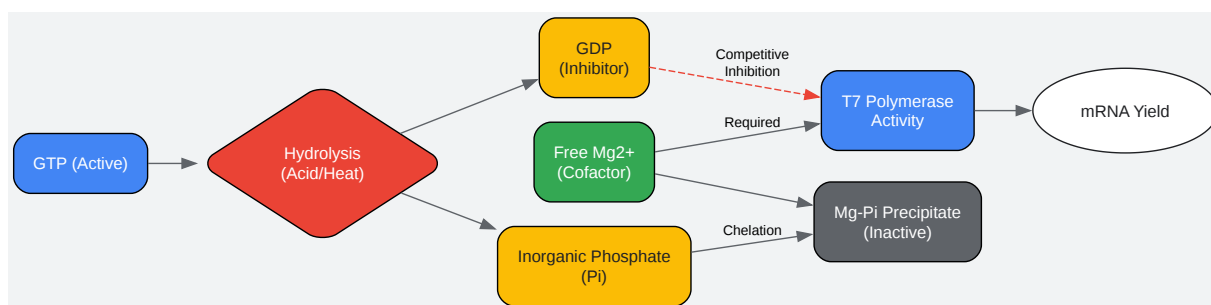 GTP (Active)
Hydrolysis
(Acid/Heat)
GDP
(Inhibitor)
Competitive
Inhibition
Free Mg2+
(Cofactor)
Required
Inorganic Phosphate
(Pi)
Chelation
T7 Polymerase
Activity
Mg-Pi Precipitate
(Inactive)
mRNA Yield